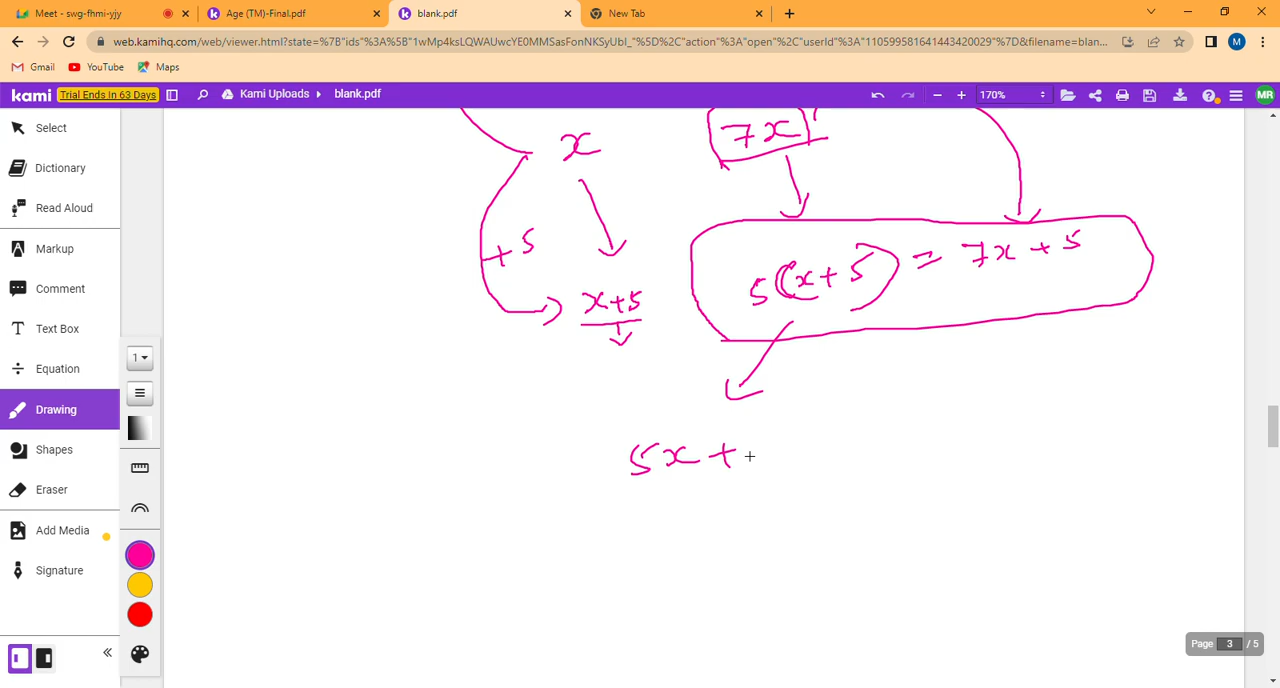 Meet - swg-fhmi-yjy
Age (TM)-Final.pdf
blank.pdf
New Tab
web.kamihq.com/web/viewer.html?state=%7B"ids"%3A%5B"1wMp4ksLQWAUwcYE0MMSasFonNKSyUbI_"%5D%2C"action"%3A"open"%2C"userId"%3A"110599581641443420029"%7D&filename=blan...
Gmail
YouTube
Maps
kami
Trial Ends In 63 Days
Kami Uploads
blank.pdf
170%
MR
M
Select
Dictionary
Read Aloud
Markup
Comment
Text Box
Equation
Drawing
Shapes
Eraser
Add Media
Signature
1
x
7x
+5
x+5
5(x+5) = 7x+5
5x+
Page 3 / 5